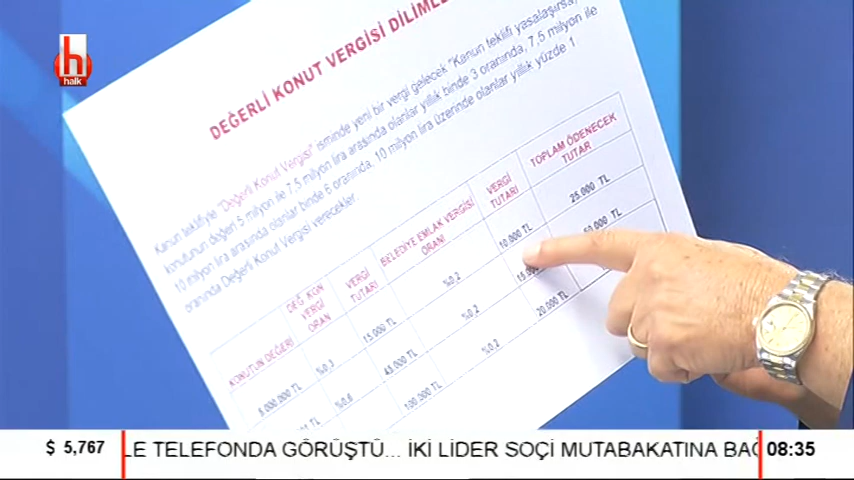 h
halk
DEĞERLİ KONUT VERGİSİ
Kanun teklifiyle "Değerli Konut Vergisi" isminde yeni bir vergi gelecek "Kanun teklifi yasalaşırsa,
konutunun değeri 5 milyon ile 7,5 milyon lira arasında olanlar yıllık binde 3 oranında, 7,5 milyon ile
10 milyon lira arasında olanlar binde 6 oranında, 10 milyon lira üzerinde olanlar yıllık yüzde 1
oranında Değerli Konut Vergisi verecekler.
KONUTUN DEĞERİ
DEĞ. KON
VERGİ
ORAN
VERGİ
TUTARI
BELEDİYE EMLAK VERGİSİ
ORANI
VERGİ
TUTARI
TOPLAM ÖDENECEK
TUTAR
5.000.000 TL
%0,3
15.000 TL
%0,2
10.000 TL
25.000 TL
%0,6
45.000 TL
%0,2
TL
100.000 TL
%0,2
20.000 TL
$ 5,767
LE TELEFONDA GÖRÜŞTÜ... İKİ LİDER SOÇİ MUTABAKATINA BAĞ
08:35